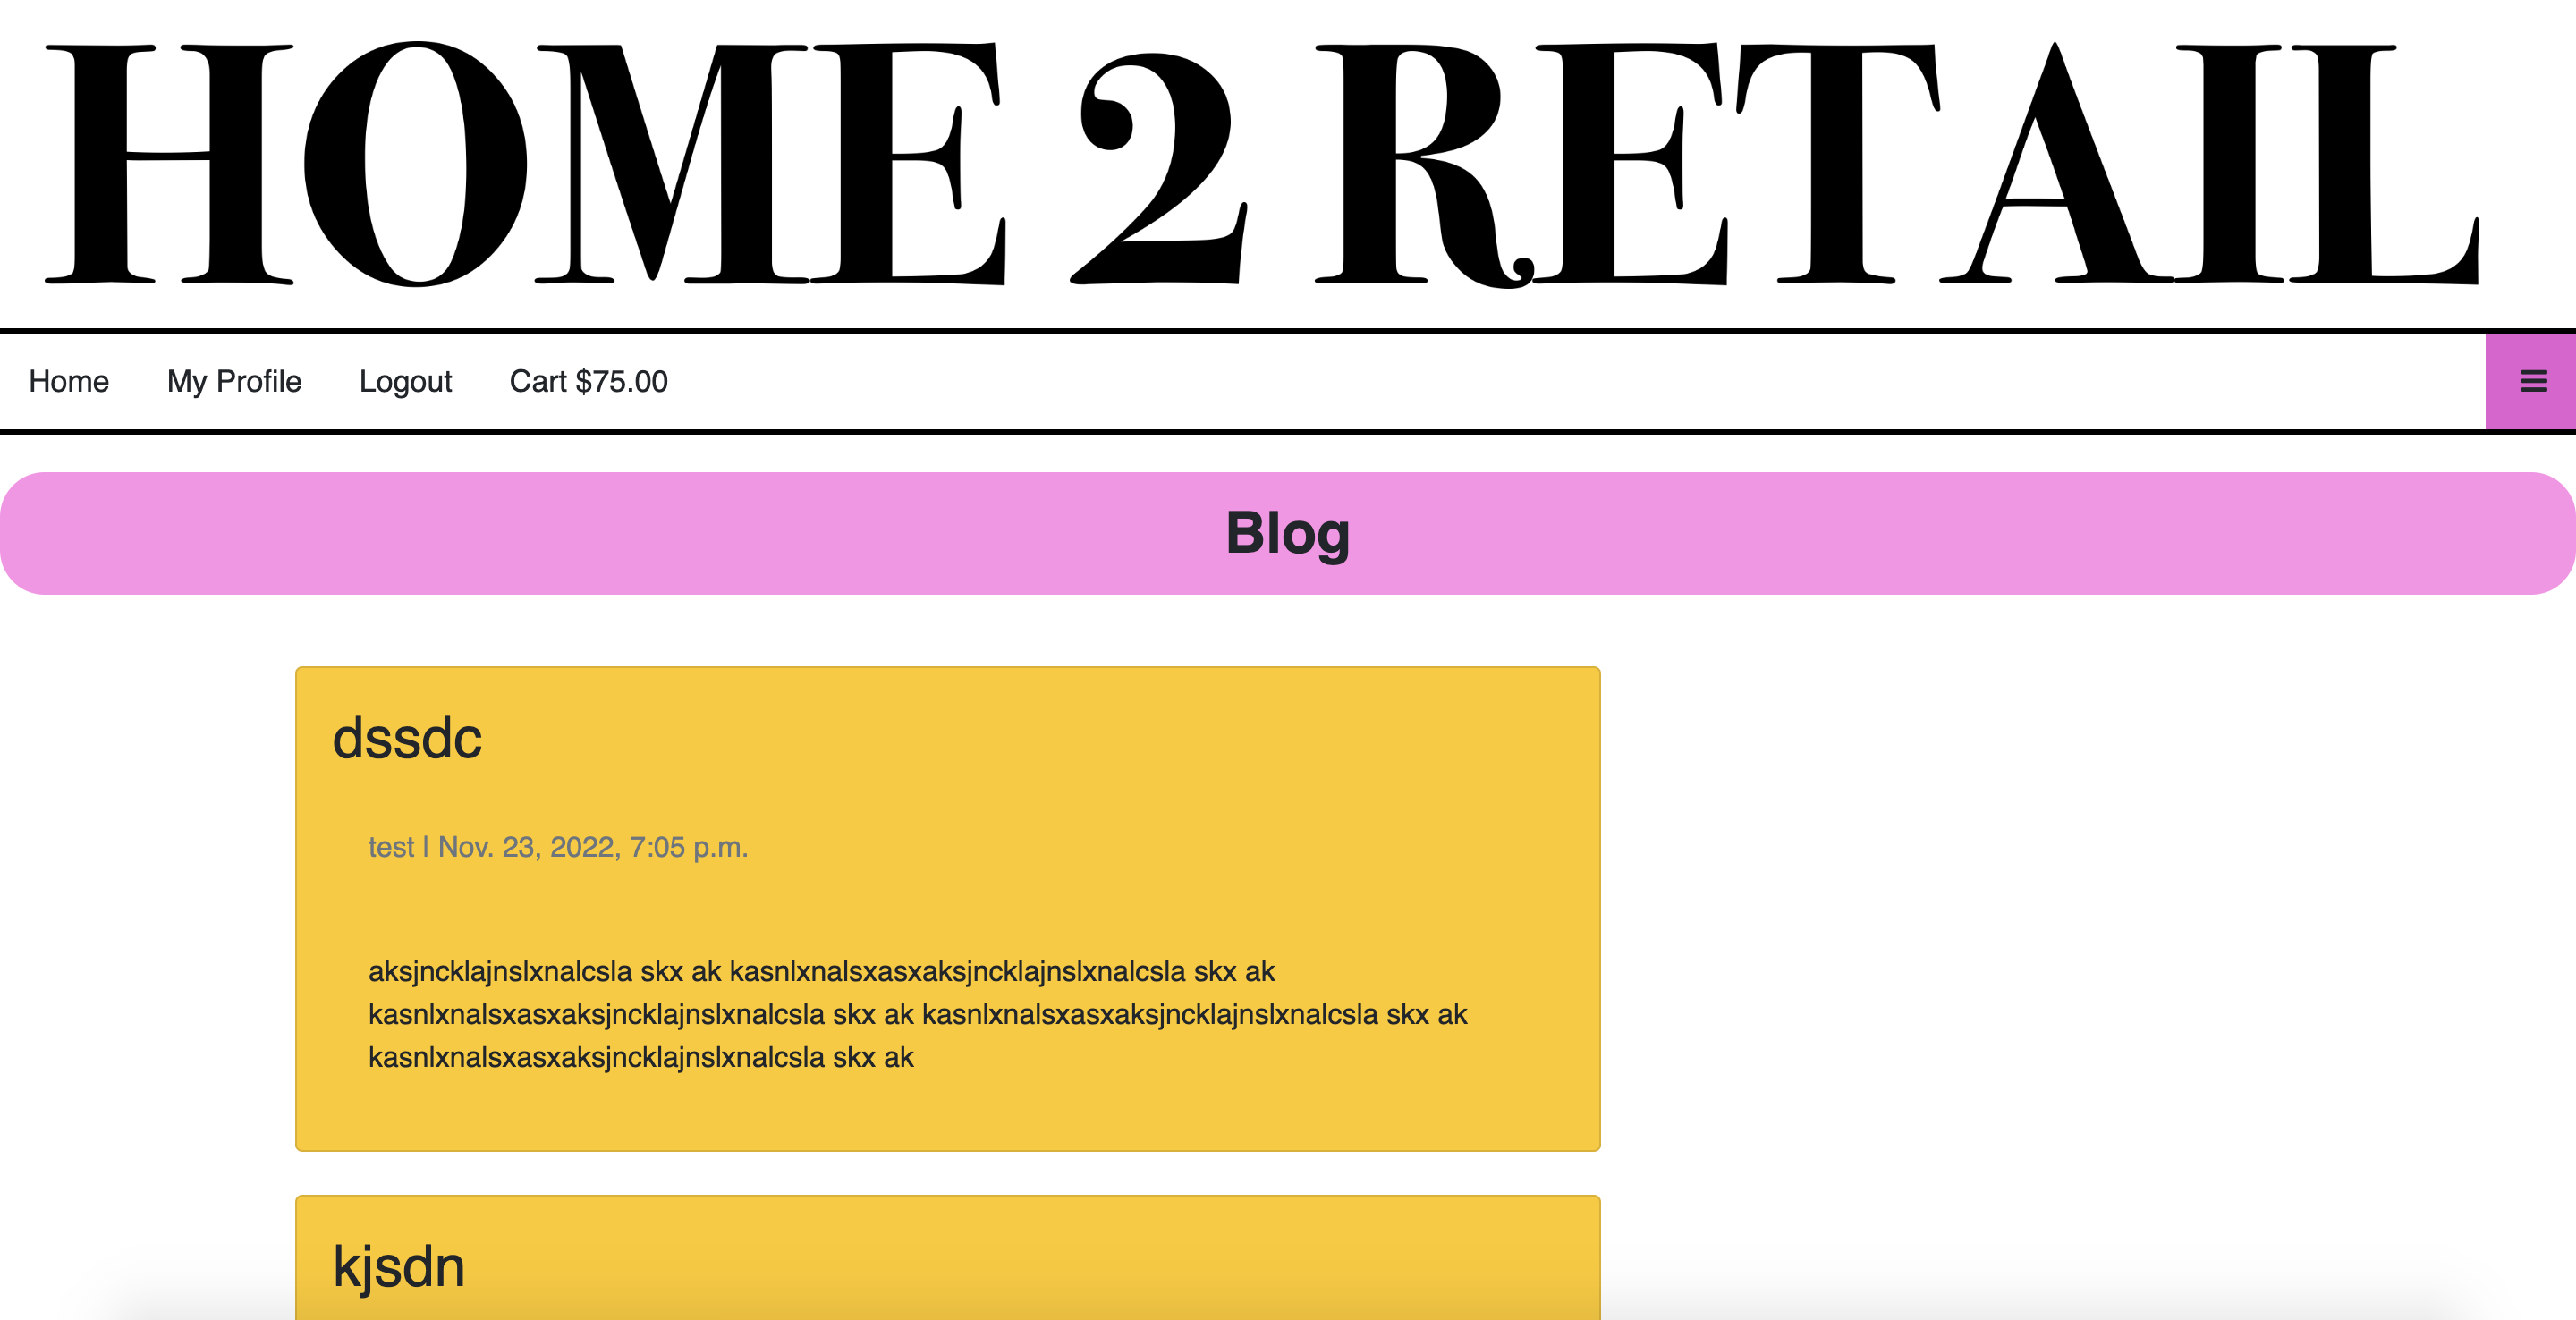 HOME 2 RETAIL
Home My Profile Logout Cart $75.00
Blog
dssdc
test | Nov. 23, 2022, 7:05 p.m.
aksjncklajnslxnalcsla skx ak kasnlxnalsxasxaksjncklajnslxnalcsla skx ak
kasnlxnalsxasxaksjncklajnslxnalcsla skx ak kasnlxnalsxasxaksjncklajnslxnalcsla skx ak
kasnlxnalsxasxaksjncklajnslxnalcsla skx ak
kjsdn